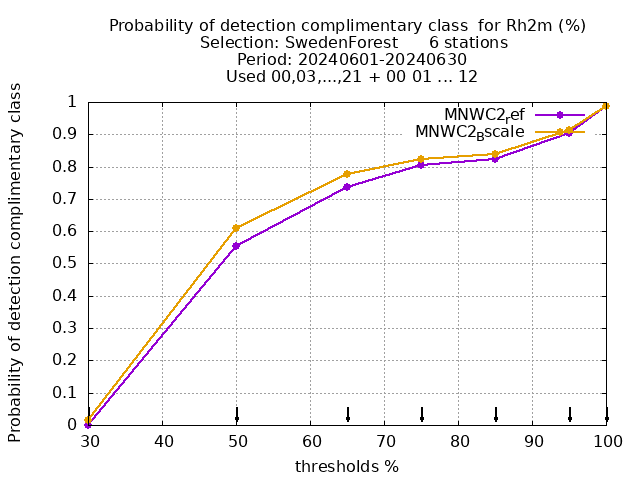 Probability of detection complimentary class  for Rh2m (%)
Selection: SwedenForest      6 stations
Period: 20240601-20240630
Used 00,03,...,21 + 00 01 ... 12
Probability of detection complimentary class
1
0.9
0.8
0.7
0.6
0.5
0.4
0.3
0.2
0.1
0
MNWC2ref
MNWC2Bscale
30 40 50 60 70 80 90 100
thresholds %